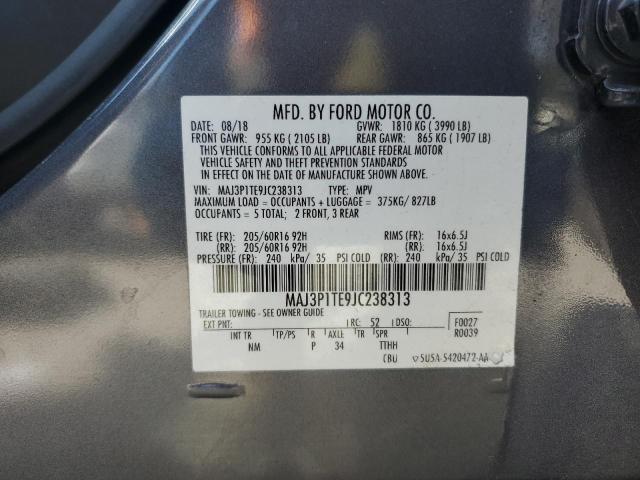 MFD. BY FORD MOTOR CO.
DATE: 08/18 GVWR: 1810 KG ( 3990 LB)
FRONT GAWR: 955 KG ( 2105 LB) REAR GAWR: 865 KG ( 1907 LB)
THIS VEHICLE CONFORMS TO ALL APPLICABLE FEDERAL MOTOR
VEHICLE SAFETY AND THEFT PREVENTION STANDARDS
IN EFFECT ON THE DATE OF MANUFACTURE SHOWN ABOVE.
VIN: MAJ3P1TE9JC238313 TYPE: MPV
MAXIMUM LOAD = OCCUPANTS + LUGGAGE = 375KG/ 827LB
OCCUPANTS = 5 TOTAL; 2 FRONT, 3 REAR
TIRE (FR): 205/60R16 92H RIMS (FR): 16x6.5J
(RR): 205/60R16 92H (RR): 16x6.5J
PRESSURE (FR): 240 kPa/ 35 PSI COLD (RR): 240 kPa/ 35 PSI COLD
MAJ3P1TE9JC238313
TRAILER TOWING - SEE OWNER GUIDE
EXT PNT: RC: 52 DSO: F0027
INT TR TP/PS R AXLE TR SPR R0039
NM P 34 TTHH
CBU 5U5A-5420472-AA